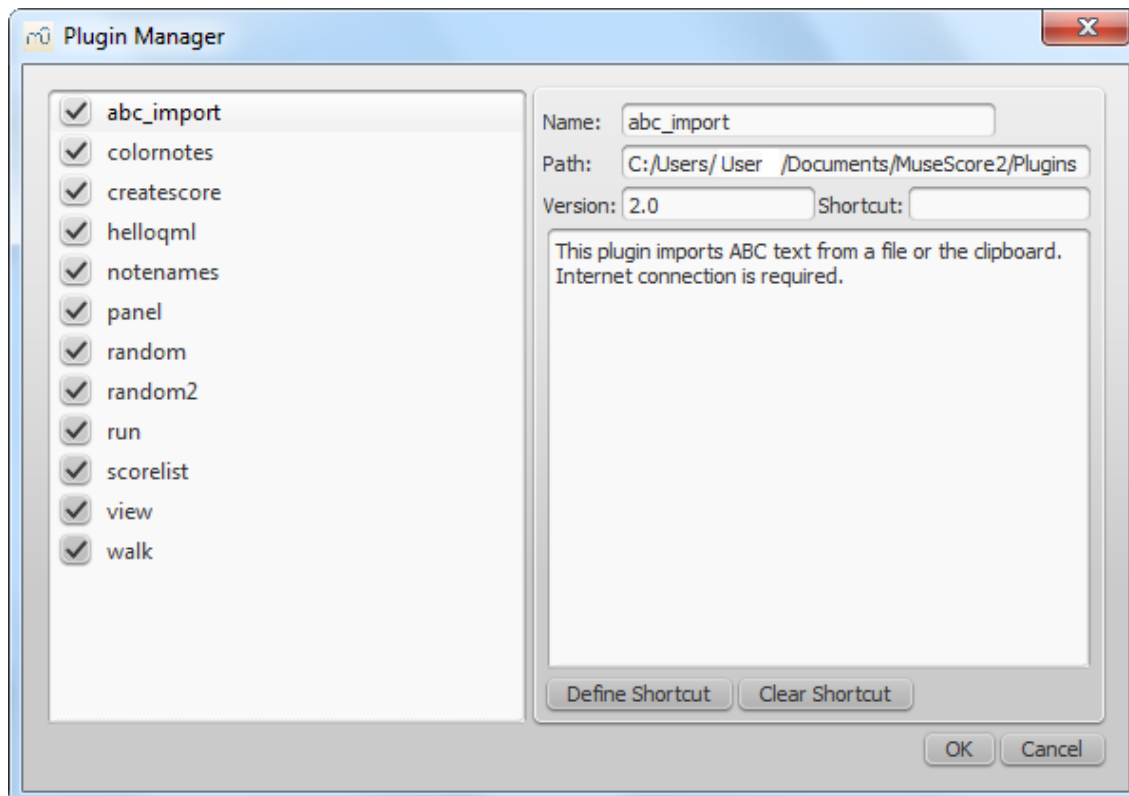 Plugin Manager
abc_import
colornotes
createscore
helloqml
notenames
panel
random
random2
run
scorelist
view
walk
Name: abc_import
Path: C:/Users/ User /Documents/MuseScore2/Plugins
Version: 2.0 Shortcut:
This plugin imports ABC text from a file or the clipboard.
Internet connection is required.
Define Shortcut Clear Shortcut
OK Cancel